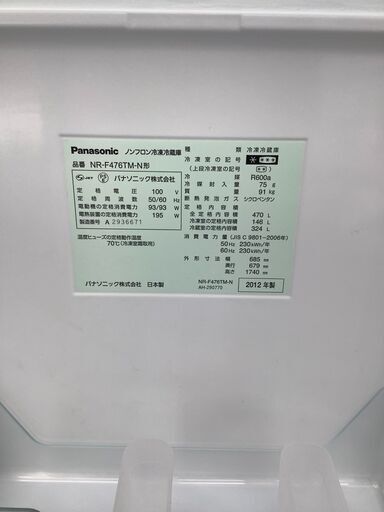 Panasonic ノンフロン冷凍冷蔵庫
品番 NR-F476TM-N形
JET パナソニック株式会社
定格電圧 100 V
定格周波数 50/60 Hz
電動機の定格消費電力 93/93 W
電熱装置の定格消費電力 195 W
製造番号 A 2936671
温度ヒューズの定格動作温度
70℃(冷凍室霜取用)
パナソニック株式会社 日本製
種類 冷凍冷蔵庫
冷凍室の記号
(上段冷凍室の記号 )
冷媒 R600a
冷媒封入量 75g
質量 91kg
断熱発泡ガス シクロペンタン
定格内容積
全定格内容積 470 L
冷凍室の定格内容積 146 L
冷蔵室の定格内容積 324 L
消費電力量(JIS C 9801-2006年)
50Hz 230kWh/年
60Hz 230kWh/年
外形寸法 幅 685 mm
奥行 679 mm
高さ 1740 mm
NR-F476TM-N
AH-250770
2012年製